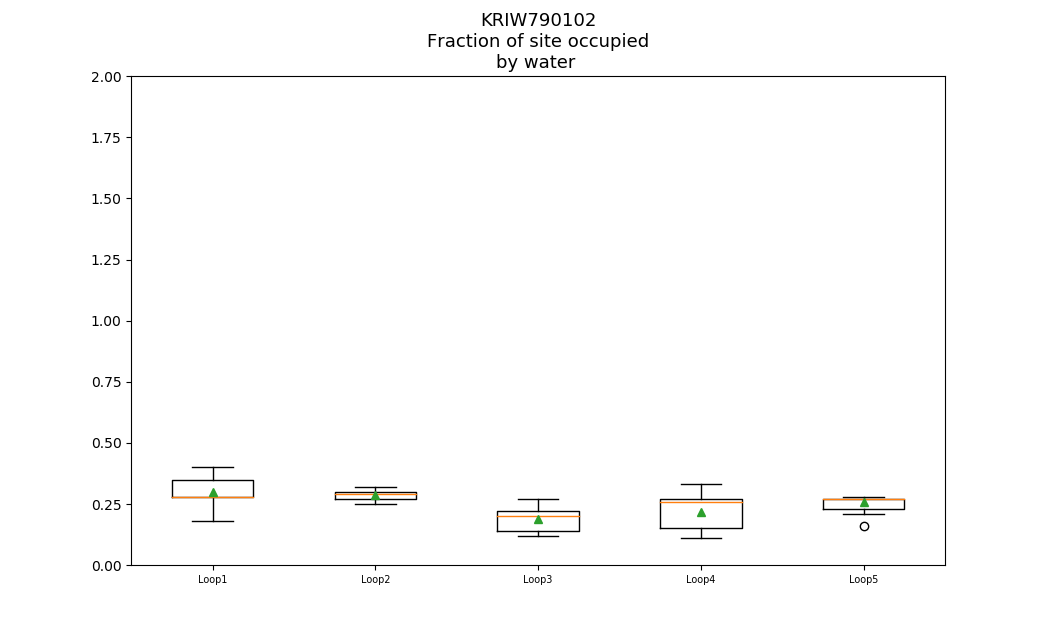 KRIW790102
Fraction of site occupied
by water
2.00
1.75
1.50
1.25
1.00
0.75
0.50
0.25
0.00
Loop1
Loop2
Loop3
Loop4
Loop5